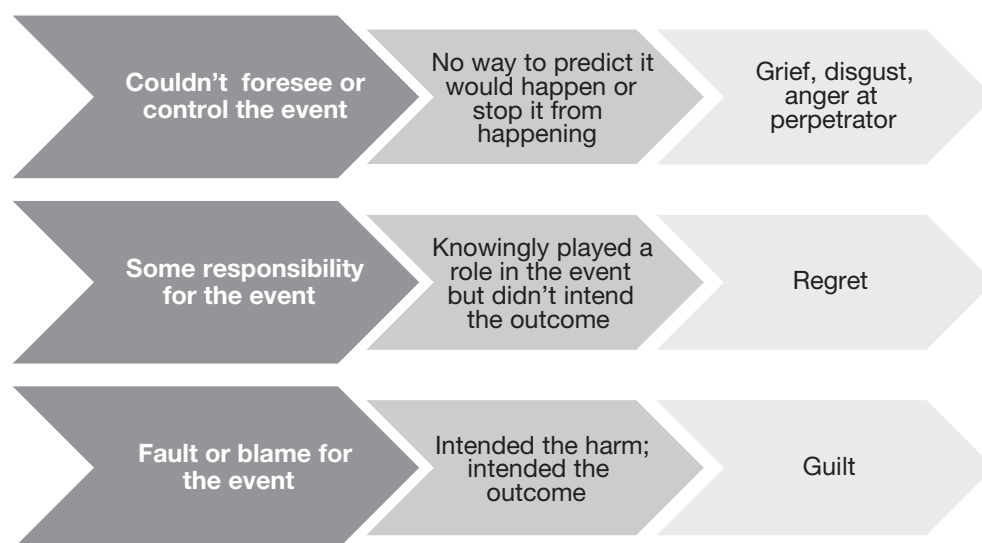 Couldn't  foresee or
control the event
No way to predict it
would happen or
stop it from
happening
Grief, disgust,
anger at
perpetrator
Some responsibility
for the event
Knowingly played a
role in the event
but didn't intend
the outcome
Regret
Fault or blame for
the event
Intended the harm;
intended the
outcome
Guilt